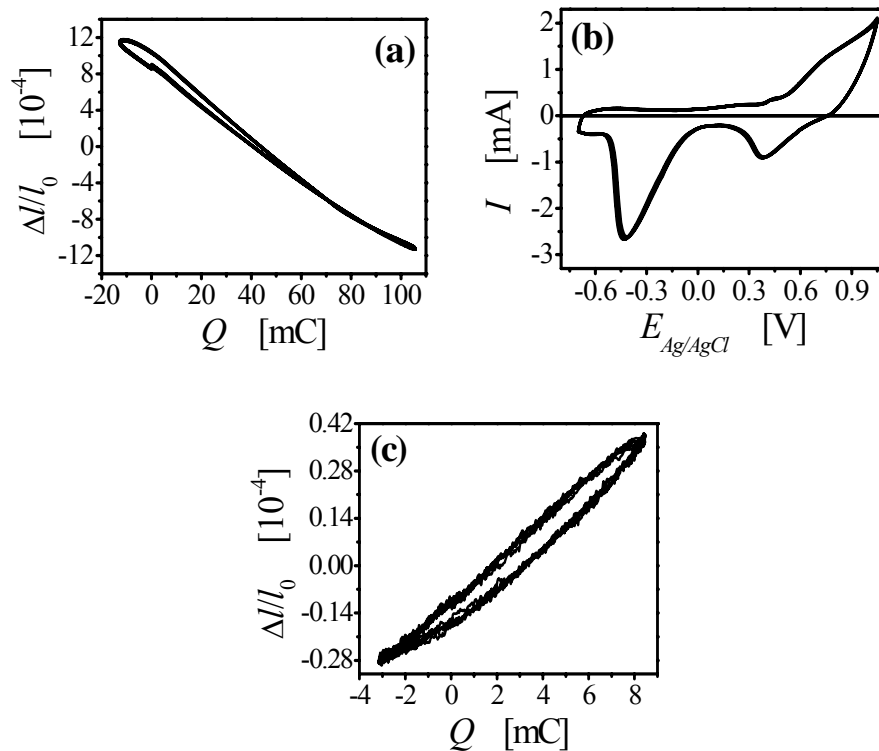 (a)
12
8
4
0
-4
-8
-12
Δl/l₀ [10⁻⁴]
-20 0 20 40 60 80 100
Q [mC]
(b)
2
1
0
-1
-2
-3
I [mA]
-0.6 -0.3 0.0 0.3 0.6 0.9
E_Ag/AgCl [V]
(c)
0.42
0.28
0.14
0.00
-0.14
-0.28
Δl/l₀ [10⁻⁴]
-4 -2 0 2 4 6 8
Q [mC]